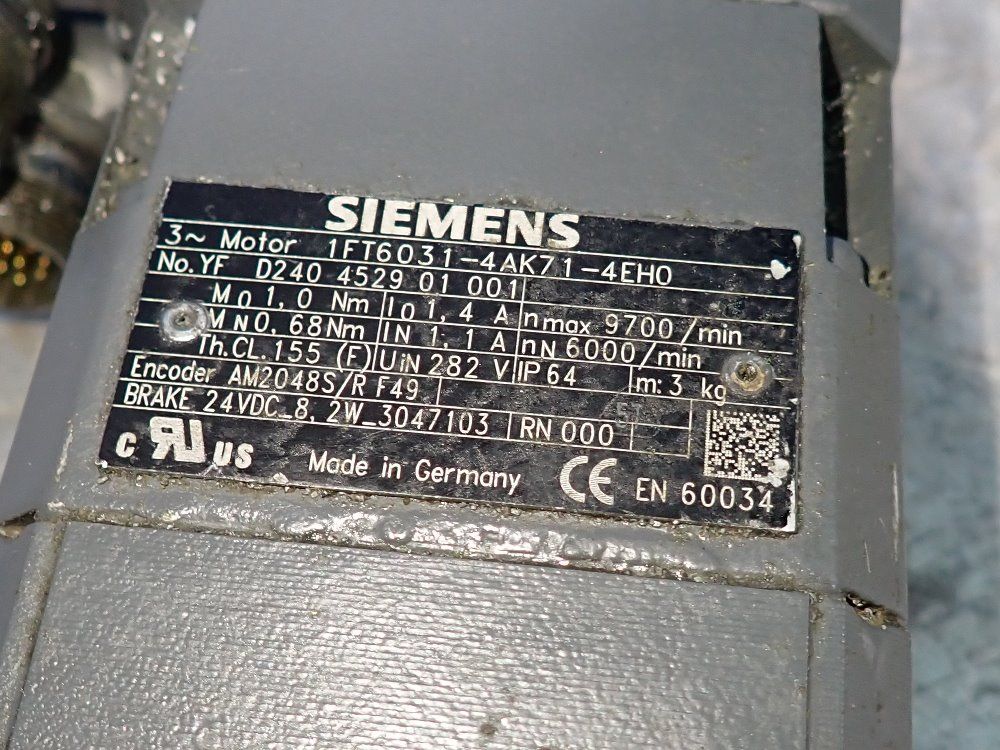 SIEMENS
3~ Motor 1FT6031-4AK71-4EH0
No.YF D240 4529 01 001
M0 1,0 Nm I0 1,4 A nmax 9700/min
MN 0,68Nm IN 1,1 A nN 6000/min
Th.CL.155 (F) UiN 282 V IP 64 m: 3 kg
Encoder AM2048S/R F49
BRAKE 24VDC_8,2W_3047103 RN 000
c RU US Made in Germany CE EN 60034